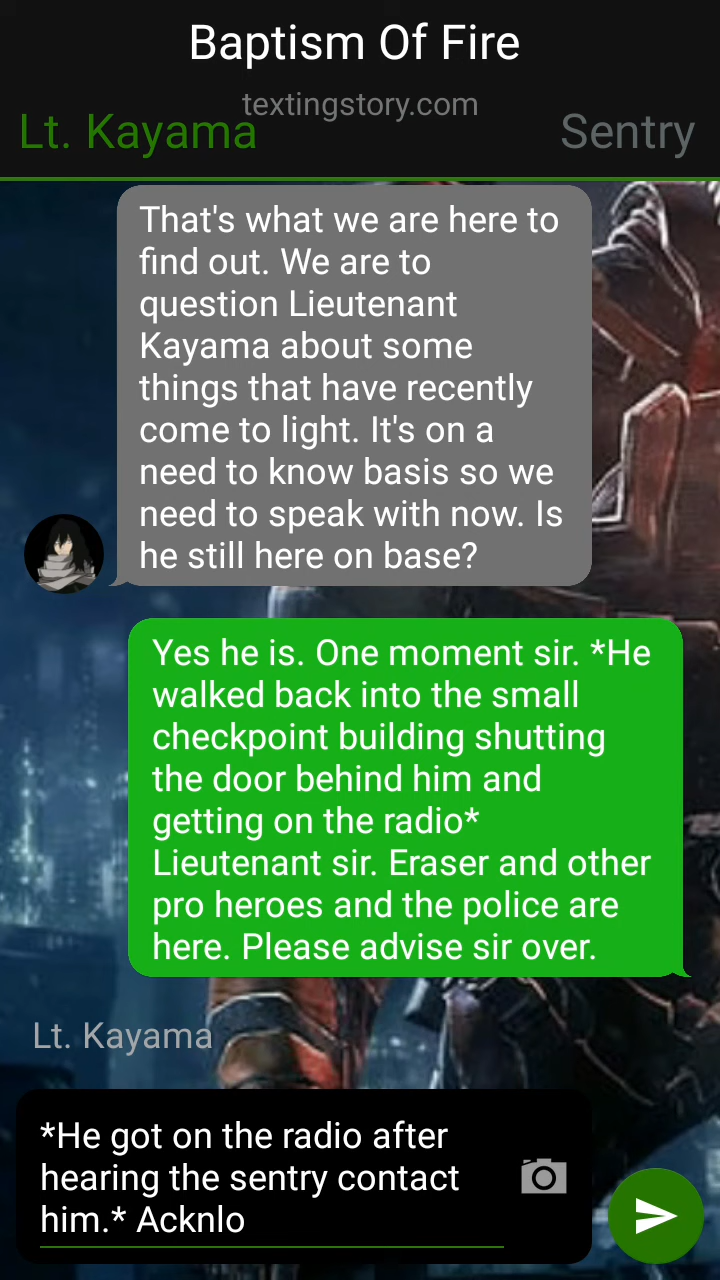 Baptism Of Fire
textingstory.com
Lt. Kayama
Sentry
That's what we are here to
find out. We are to
question Lieutenant
Kayama about some
things that have recently
come to light. It's on a
need to know basis so we
need to speak with now. Is
he still here on base?
Yes he is. One moment sir. *He
walked back into the small
checkpoint building shutting
the door behind him and
getting on the radio*
Lieutenant sir. Eraser and other
pro heroes and the police are
here. Please advise sir over.
Lt. Kayama
*He got on the radio after
hearing the sentry contact
him.* Acknlo